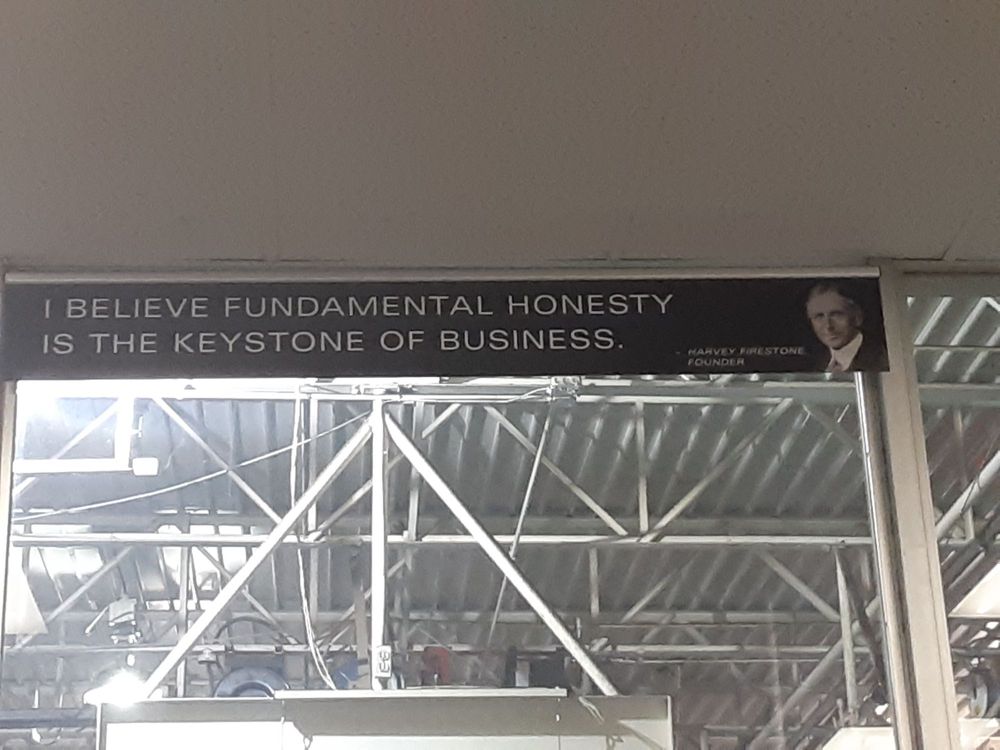 I BELIEVE FUNDAMENTAL HONESTY
IS THE KEYSTONE OF BUSINESS.
- HARVEY FIRESTONE
FOUNDER